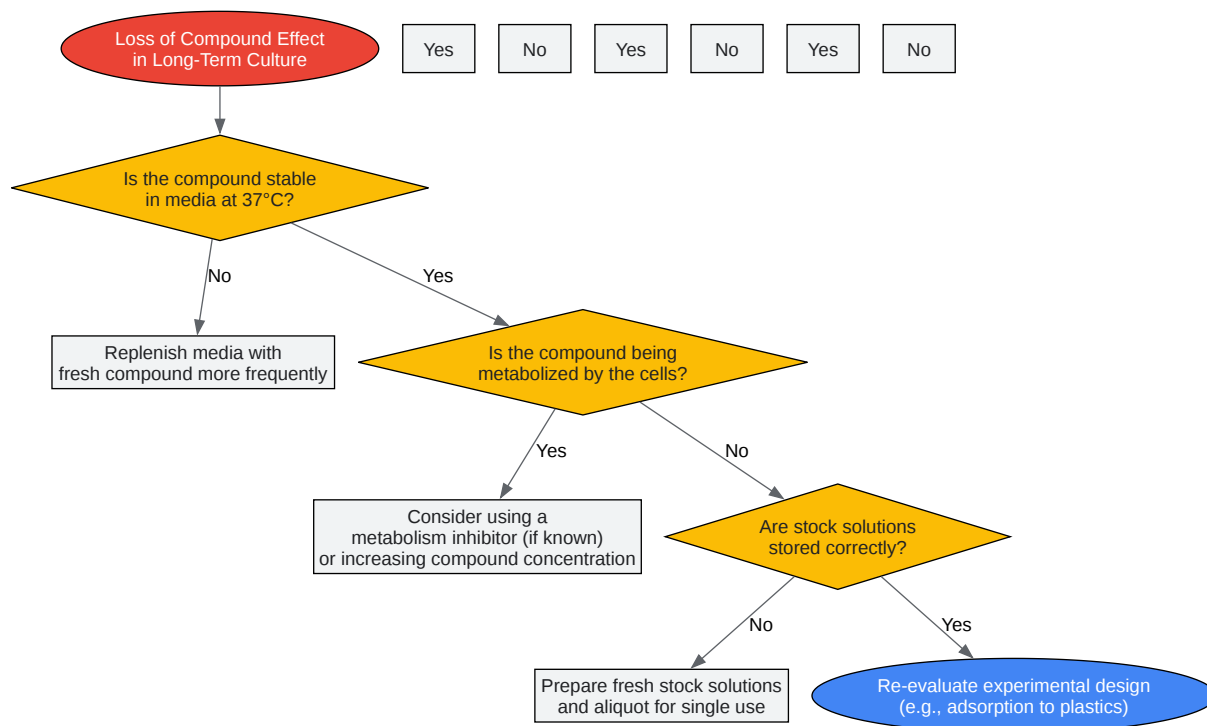 Loss of Compound Effect
in Long-Term Culture
Yes
No
Yes
No
Yes
No
Is the compound stable
in media at 37°C?
No
Yes
Replenish media with
fresh compound more frequently
Is the compound being
metabolized by the cells?
Yes
No
Consider using a
metabolism inhibitor (if known)
or increasing compound concentration
Are stock solutions
stored correctly?
No
Yes
Prepare fresh stock solutions
and aliquot for single use
Re-evaluate experimental design
(e.g., adsorption to plastics)